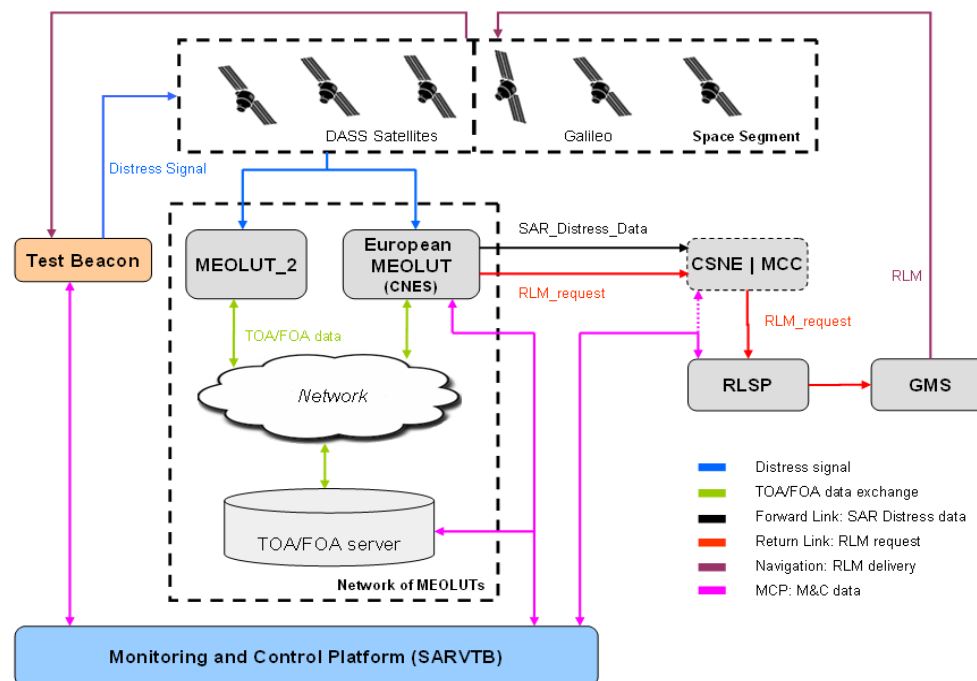 DASS Satellites
Galileo
Space Segment
Distress Signal
Test Beacon
MEOLUT_2
European
MEOLUT
(CNES)
SAR_Distress_Data
RLM_request
CSNE | MCC
RLM
RLM_request
TOA/FOA data
Network
RLSP
GMS
TOA/FOA server
Network of MEOLUTs
Distress signal
TOA/FOA data exchange
Forward Link: SAR Distress data
Return Link: RLM request
Navigation: RLM delivery
MCP: M&C data
Monitoring and Control Platform (SARVTB)